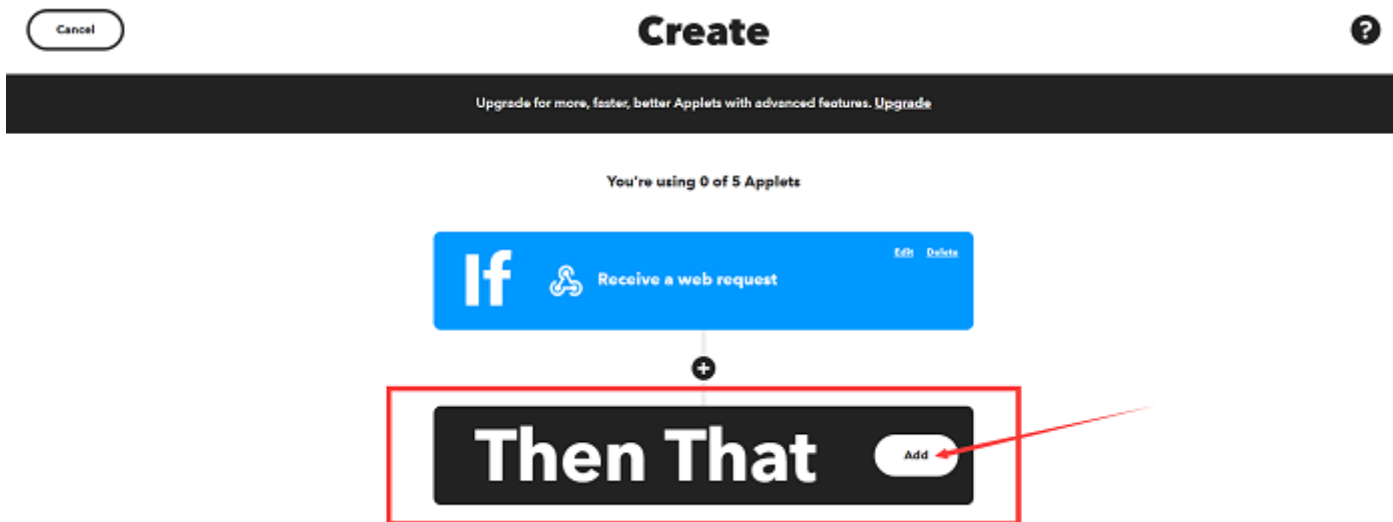 Cancel
Create
?
Upgrade for more, faster, better Applets with advanced features. Upgrade
You're using 0 of 5 Applets
If
Receive a web request
Edit Delete
Then That
Add